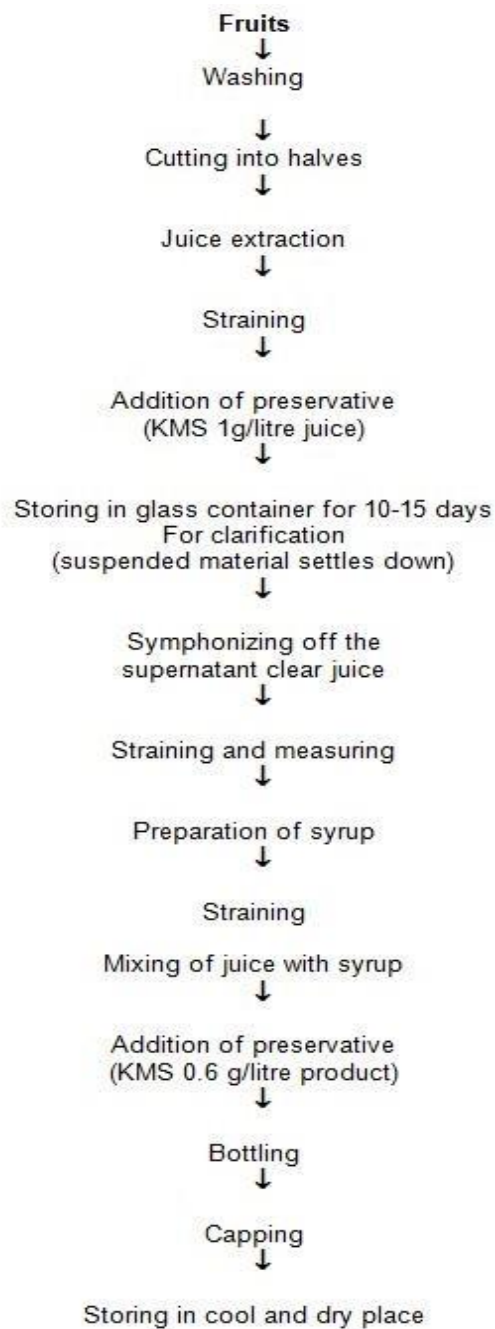 Fruits
↓
Washing
↓
Cutting into halves
↓
Juice extraction
↓
Straining
↓
Addition of preservative
(KMS 1g/litre juice)
↓
Storing in glass container for 10-15 days
For clarification
(suspended material settles down)
↓
Symphonizing off the
supernatant clear juice
↓
Straining and measuring
↓
Preparation of syrup
↓
Straining
Mixing of juice with syrup
↓
Addition of preservative
(KMS 0.6 g/litre product)
↓
Bottling
↓
Capping
↓
Storing in cool and dry place